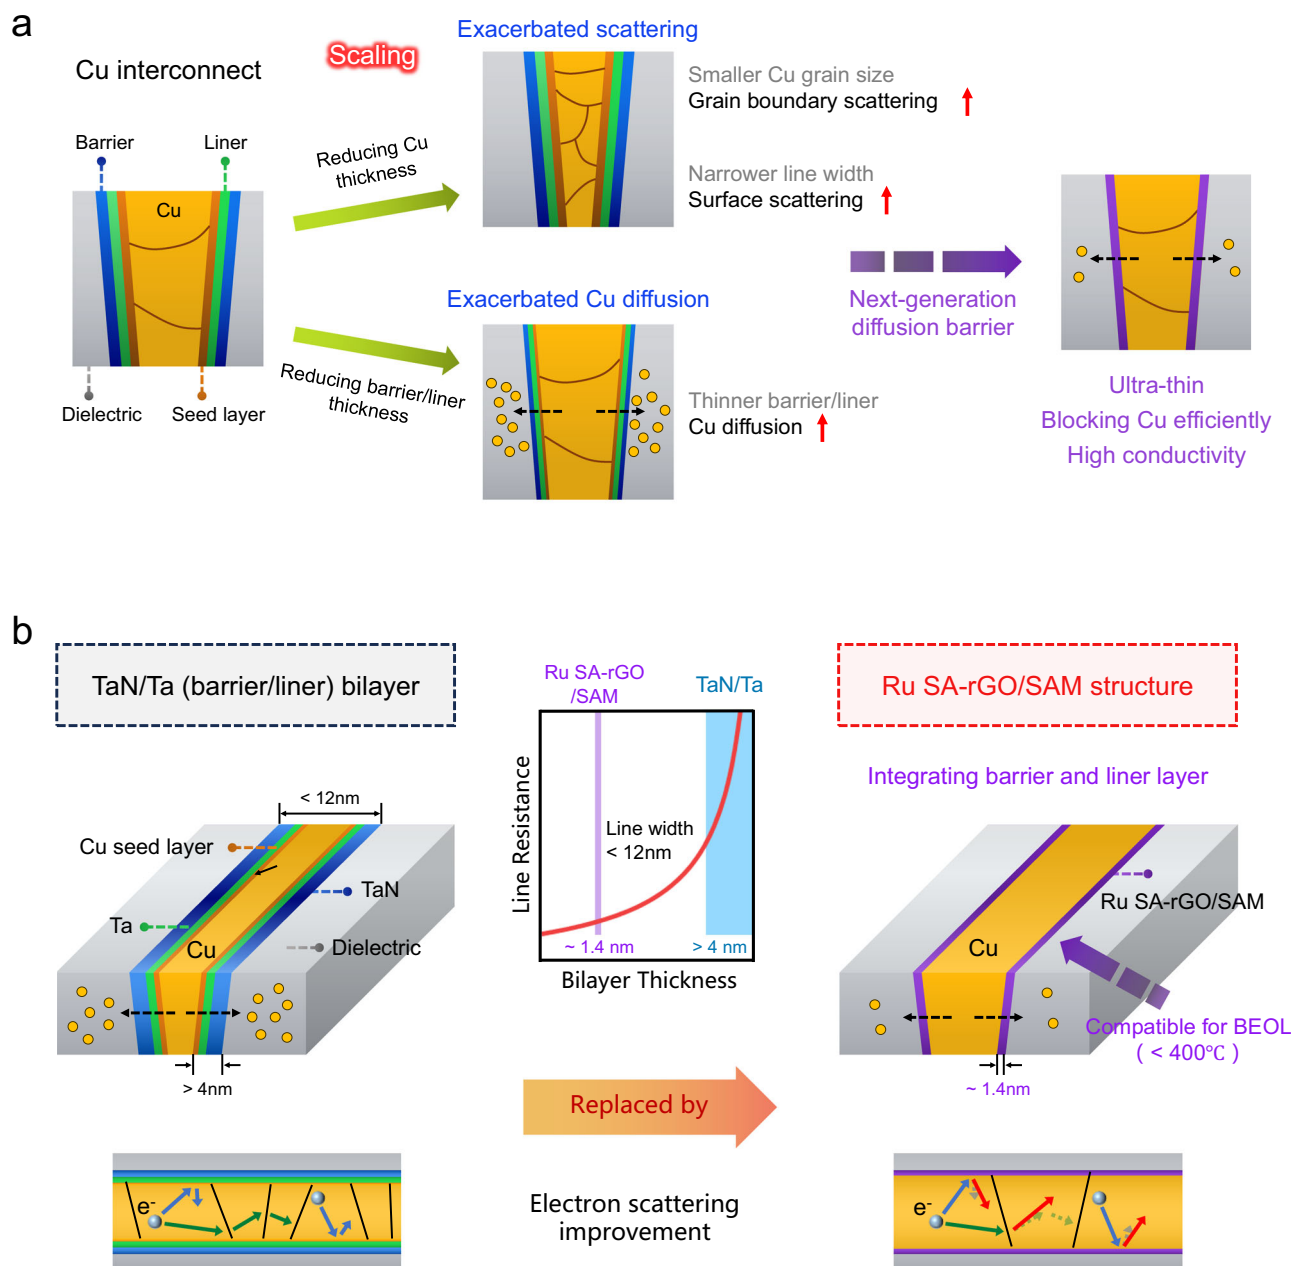 a
Cu interconnect
Scaling
Exacerbated scattering
Barrier
Liner
Cu
Dielectric
Seed layer
Reducing Cu
thickness
Reducing barrier/liner
thickness
Smaller Cu grain size
Grain boundary scattering
Narrower line width
Surface scattering
Exacerbated Cu diffusion
Thinner barrier/liner
Cu diffusion
Next-generation
diffusion barrier
Ultra-thin
Blocking Cu efficiently
High conductivity
b
TaN/Ta (barrier/liner) bilayer
< 12nm
Cu seed layer
TaN
Ta
Cu
Dielectric
> 4nm
Ru SA-rGO
/SAM
TaN/Ta
Line Resistance
Line width
< 12nm
~ 1.4 nm
> 4 nm
Bilayer Thickness
Ru SA-rGO/SAM structure
Integrating barrier and liner layer
Ru SA-rGO/SAM
Cu
Compatible for BEOL
( < 400℃ )
~ 1.4nm
Replaced by
Electron scattering
improvement
e-
e-